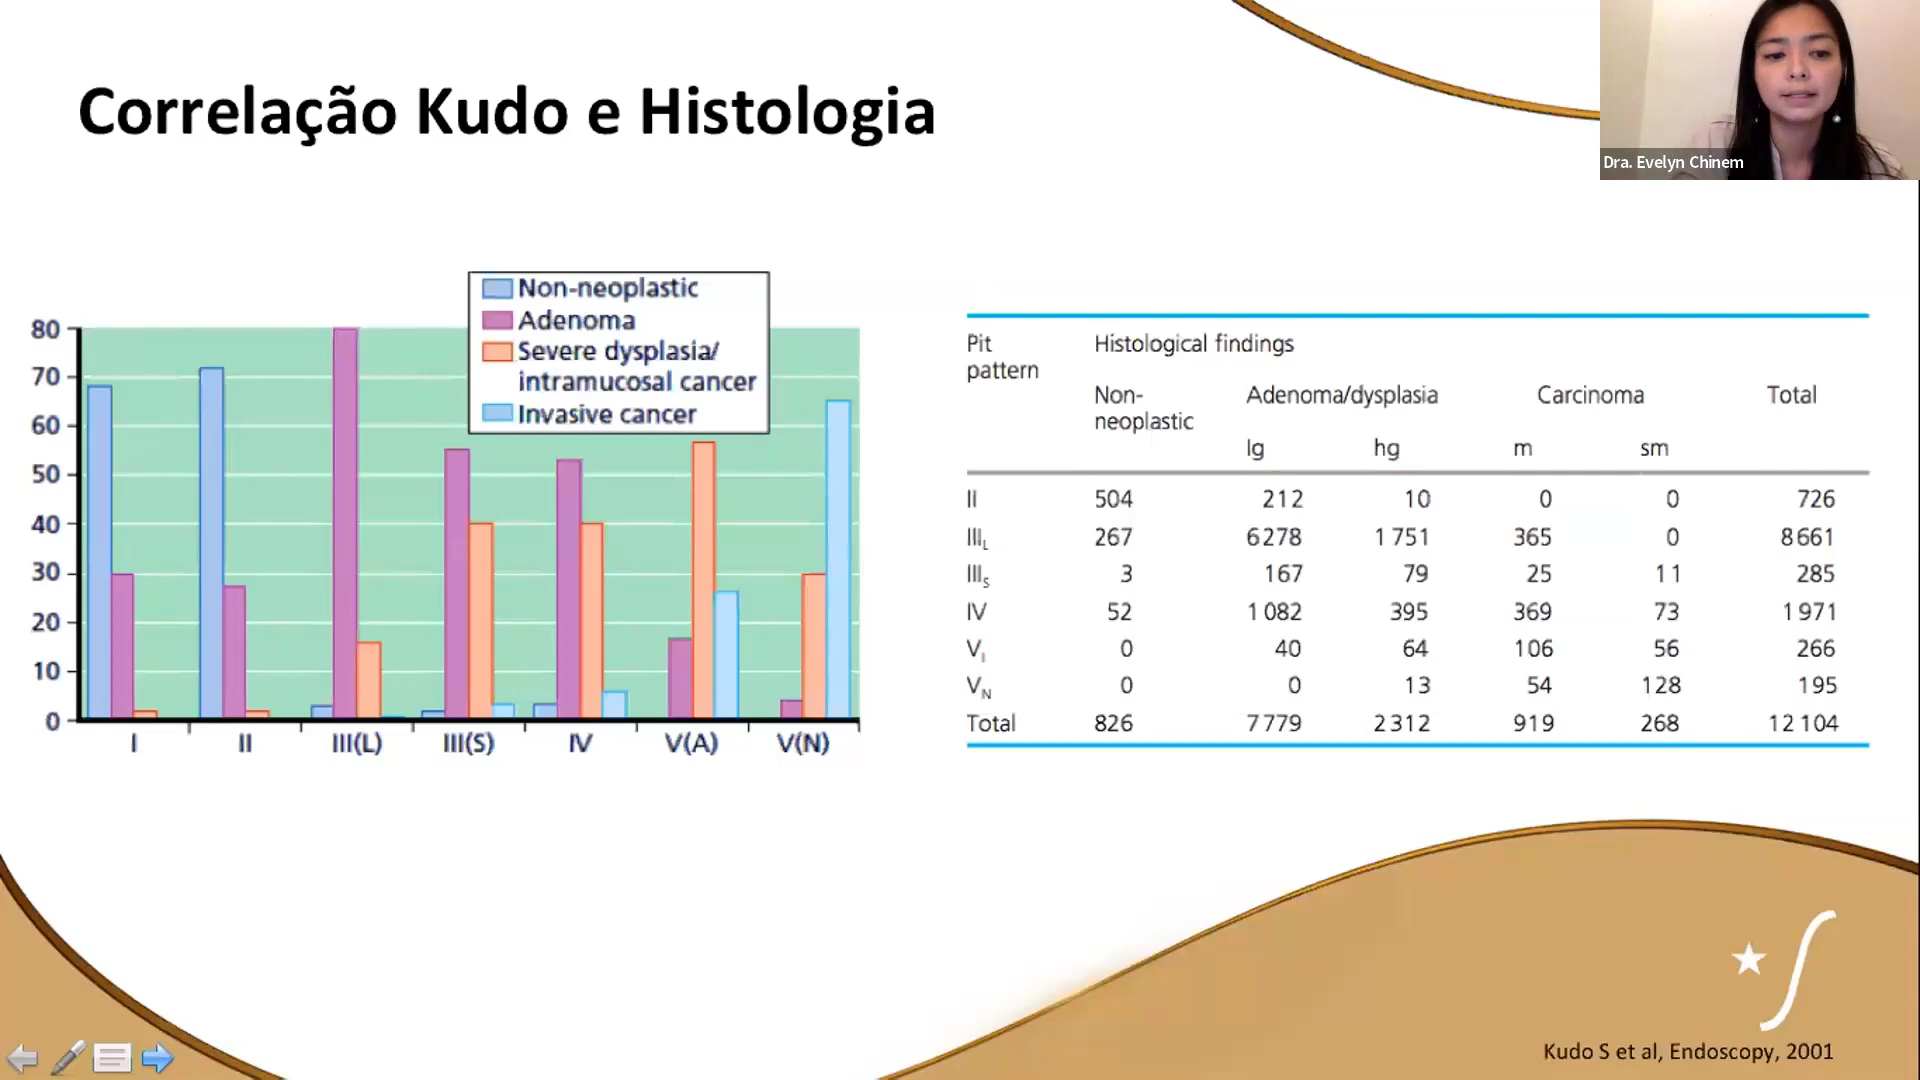 Correlação Kudo e Histologia
Dra. Evelyn Chinem
Non-neoplastic
Adenoma
Severe dysplasia/
intramucosal cancer
Invasive cancer
80
70
60
50
40
30
20
10
0
I II III(L) III(S) IV V(A) V(N)
Pit pattern Histological findings
Non-neoplastic Adenoma/dysplasia Carcinoma Total
lg hg m sm
II 504 212 10 0 0 726
IIIL 267 6278 1751 365 0 8661
IIIS 3 167 79 25 11 285
IV 52 1082 395 369 73 1971
VI 0 40 64 106 56 266
VN 0 0 13 54 128 195
Total 826 7779 2312 919 268 12104
Kudo S et al, Endoscopy, 2001